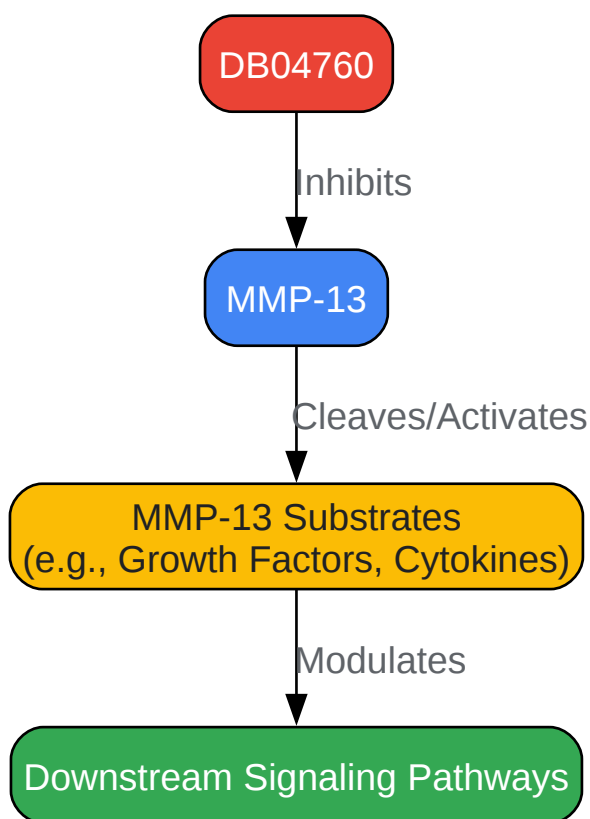 DB04760
Inhibits
MMP-13
Cleaves/Activates
MMP-13 Substrates
(e.g., Growth Factors, Cytokines)
Modulates
Downstream Signaling Pathways